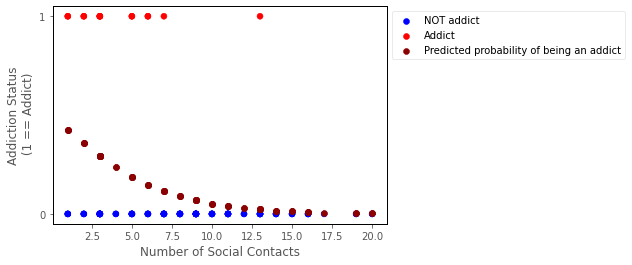 NOT addict
Addict
Predicted probability of being an addict
1
0
Addiction Status
(1 == Addict)
2.5 5.0 7.5 10.0 12.5 15.0 17.5 20.0
Number of Social Contacts